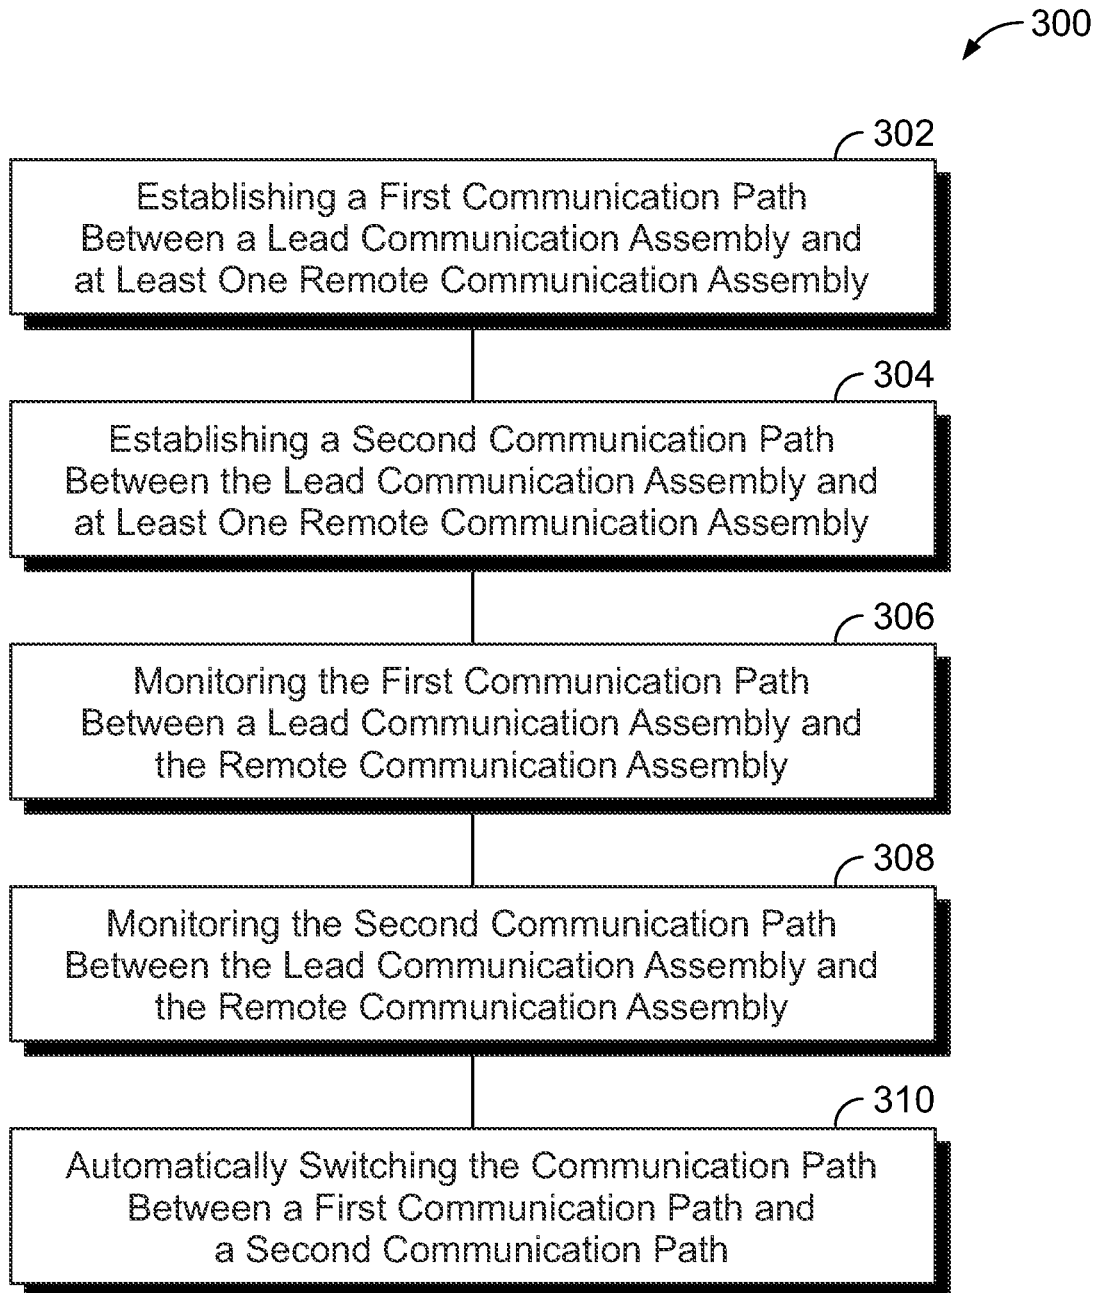 300
302
Establishing a First Communication Path
Between a Lead Communication Assembly and
at Least One Remote Communication Assembly
304
Establishing a Second Communication Path
Between the Lead Communication Assembly and
at Least One Remote Communication Assembly
306
Monitoring the First Communication Path
Between a Lead Communication Assembly and
the Remote Communication Assembly
308
Monitoring the Second Communication Path
Between the Lead Communication Assembly and
the Remote Communication Assembly
310
Automatically Switching the Communication Path
Between a First Communication Path and
a Second Communication Path